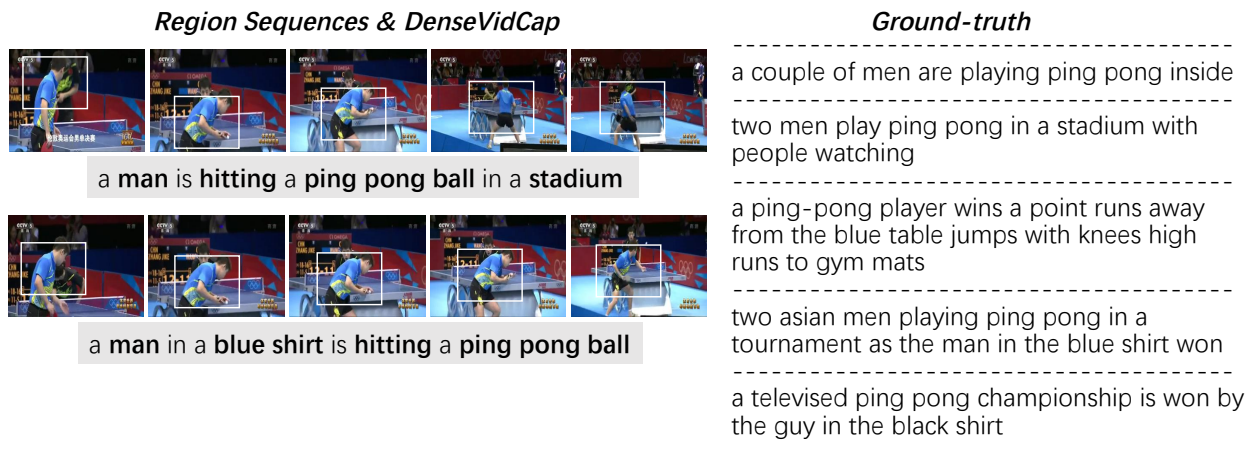 Region Sequences & DenseVidCap
a man is hitting a ping pong ball in a stadium
a man in a blue shirt is hitting a ping pong ball
Ground-truth
a couple of men are playing ping pong inside
two men play ping pong in a stadium with
people watching
a ping-pong player wins a point runs away
from the blue table jumps with knees high
runs to gym mats
two asian men playing ping pong in a
tournament as the man in the blue shirt won
a televised ping pong championship is won by
the guy in the black shirt